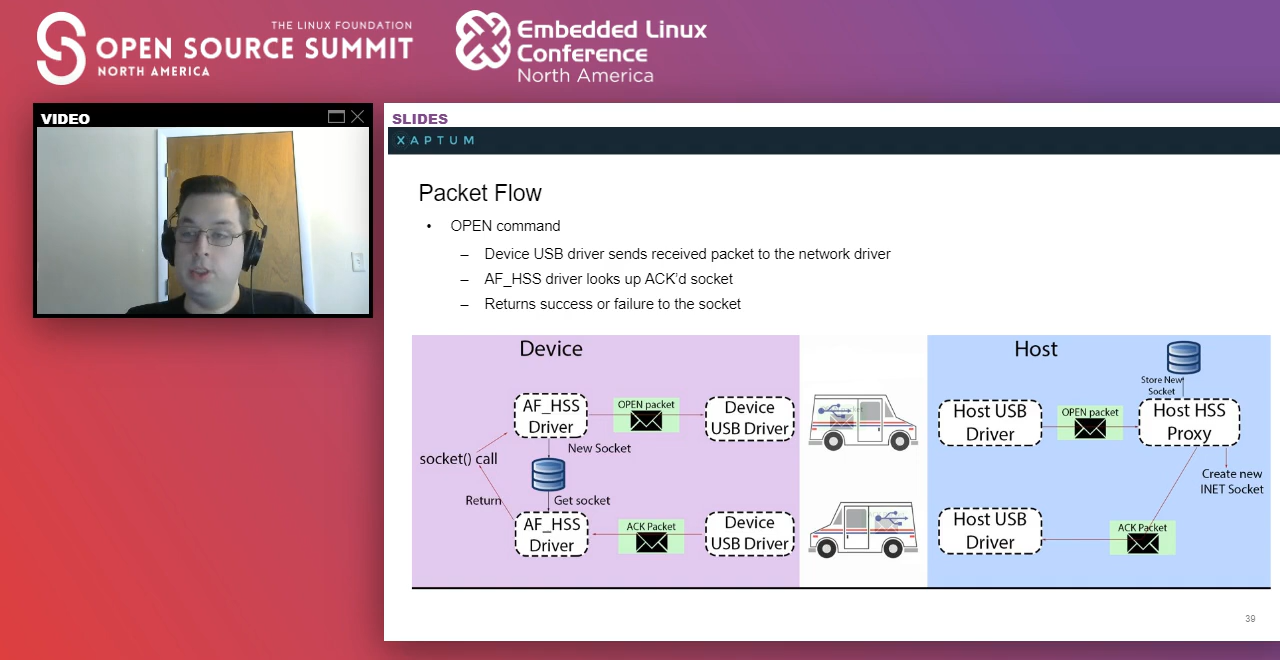 THE LINUX FOUNDATION
OPEN SOURCE SUMMIT
NORTH AMERICA
Embedded Linux
Conference
North America
VIDEO
SLIDES
XAPTUM
Packet Flow
• OPEN command
– Device USB driver sends received packet to the network driver
– AF_HSS driver looks up ACK'd socket
– Returns success or failure to the socket
Device
AF_HSS
Driver
OPEN packet
Device
USB Driver
New Socket
socket() call
Return
Get socket
AF_HSS
Driver
ACK Packet
Device
USB Driver
Host
Store New
Socket
Host USB
Driver
OPEN packet
Host HSS
Proxy
Create new
INET Socket
Host USB
Driver
ACK Packet
39